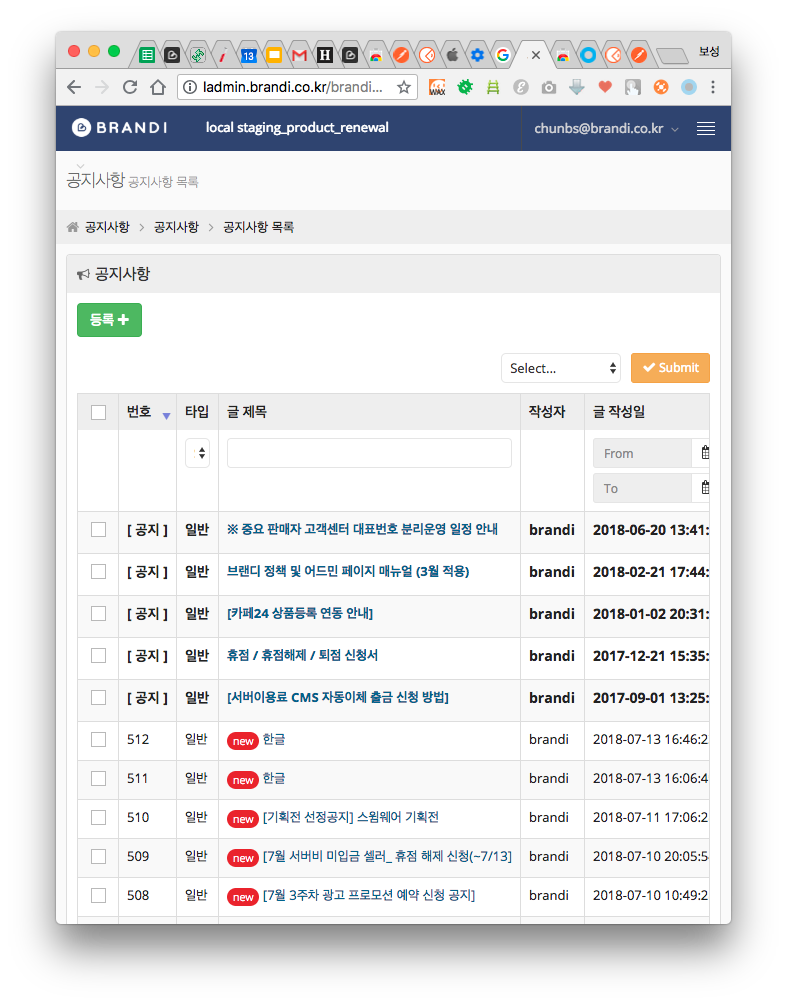 보성
ladmin.brandi.co.kr/brandi...
BRANDI local staging_product_renewal chunbs@brandi.co.kr
공지사항 공지사항 목록
공지사항 > 공지사항 > 공지사항 목록
공지사항
등록 +
Select... Submit
번호 타입 글 제목 작성자 글 작성일
From
To
[ 공지 ] 일반 ※ 중요 판매자 고객센터 대표번호 분리운영 일정 안내 brandi 2018-06-20 13:41:
[ 공지 ] 일반 브랜디 정책 및 어드민 페이지 매뉴얼 (3월 적용) brandi 2018-02-21 17:44:
[ 공지 ] 일반 [카페24 상품등록 연동 안내] brandi 2018-01-02 20:31:
[ 공지 ] 일반 휴점 / 휴점해제 / 퇴점 신청서 brandi 2017-12-21 15:35:
[ 공지 ] 일반 [서버이용료 CMS 자동이체 출금 신청 방법] brandi 2017-09-01 13:25:
512 일반 new 한글 brandi 2018-07-13 16:46:2
511 일반 new 한글 brandi 2018-07-13 16:06:4
510 일반 new [기획전 선정공지] 스윔웨어 기획전 brandi 2018-07-11 17:06:2
509 일반 new [7월 서버비 미입금 셀러_ 휴점 해제 신청(~7/13] brandi 2018-07-10 20:05:5
508 일반 new [7월 3주차 광고 프로모션 예약 신청 공지] brandi 2018-07-10 10:49:2